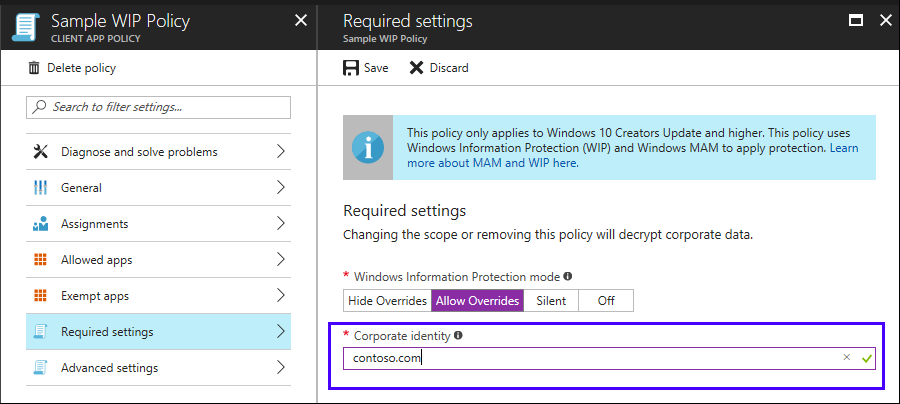 Sample WIP Policy
CLIENT APP POLICY
Delete policy
Search to filter settings...
Diagnose and solve problems
General
Assignments
Allowed apps
Exempt apps
Required settings
Advanced settings
Required settings
Sample WIP Policy
Save Discard
This policy only applies to Windows 10 Creators Update and higher. This policy uses
Windows Information Protection (WIP) and Windows MAM to apply protection. Learn
more about MAM and WIP here.
Required settings
Changing the scope or removing this policy will decrypt corporate data.
* Windows Information Protection mode
Hide Overrides Allow Overrides Silent Off
* Corporate identity
contoso.com